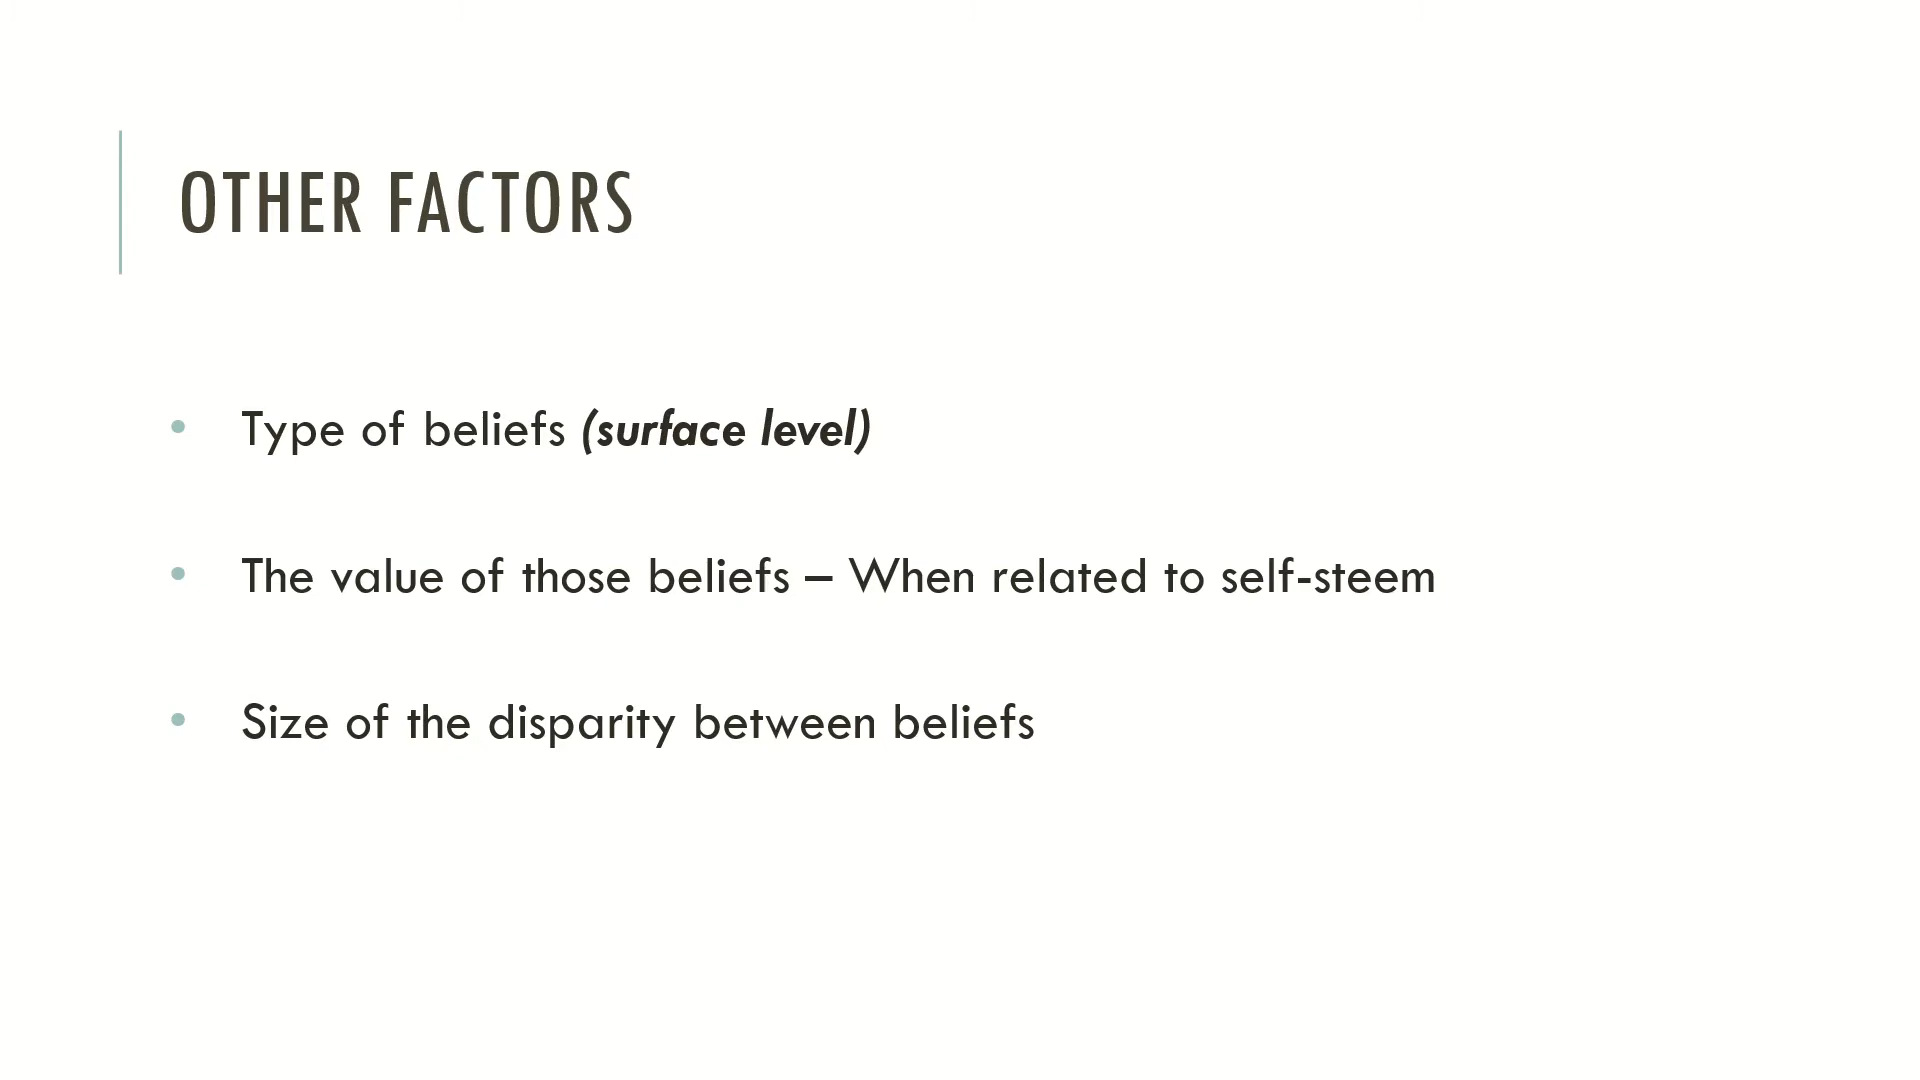 OTHER FACTORS
• Type of beliefs (surface level)
• The value of those beliefs – When related to self-steem
• Size of the disparity between beliefs